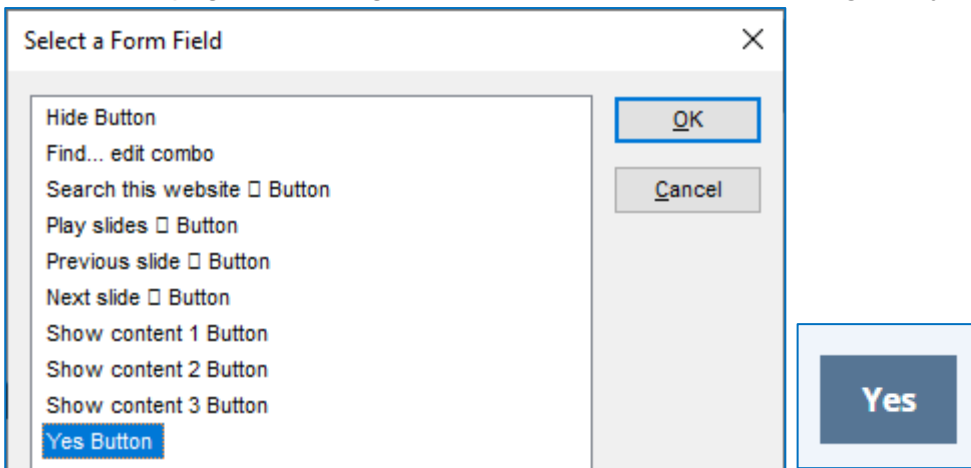 Select a Form Field
Hide Button
OK
Find... edit combo
Search this website □ Button
Cancel
Play slides □ Button
Previous slide □ Button
Next slide □ Button
Show content 1 Button
Show content 2 Button
Show content 3 Button
Yes Button
Yes